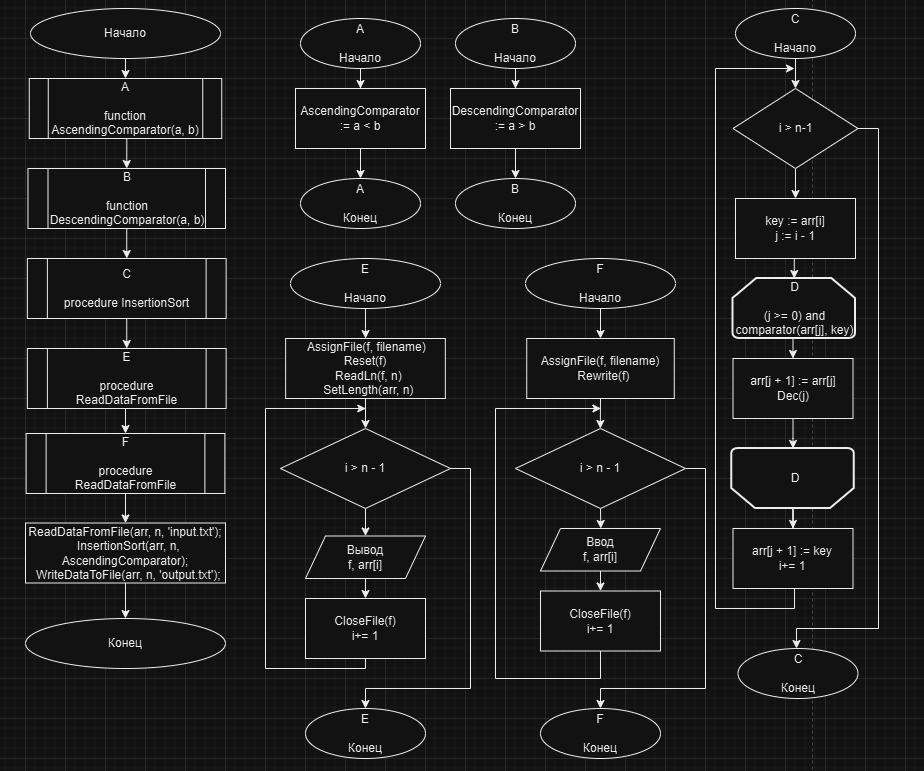 Начало
A
function
AscendingComparator(a, b)
B
function
DescendingComparator(a, b)
C
procedure InsertionSort
E
procedure
ReadDataFromFile
F
procedure
ReadDataFromFile
ReadDataFromFile(arr, n, 'input.txt');
InsertionSort(arr, n,
AscendingComparator);
WriteDataToFile(arr, n, 'output.txt');
Конец
A
Начало
AscendingComparator
:= a < b
A
Конец
B
Начало
DescendingComparator
:= a > b
B
Конец
E
Начало
AssignFile(f, filename)
Reset(f)
ReadLn(f, n)
SetLength(arr, n)
i > n - 1
Вывод
f, arr[i]
CloseFile(f)
i+= 1
E
Конец
F
Начало
AssignFile(f, filename)
Rewrite(f)
i > n - 1
Ввод
f, arr[i]
CloseFile(f)
i+= 1
F
Конец
C
Начало
i > n-1
key := arr[i]
j := i - 1
D
(j >= 0) and
comparator(arr[j], key)
arr[j + 1] := arr[j]
Dec(j)
D
arr[j + 1] := key
i+= 1
C
Конец